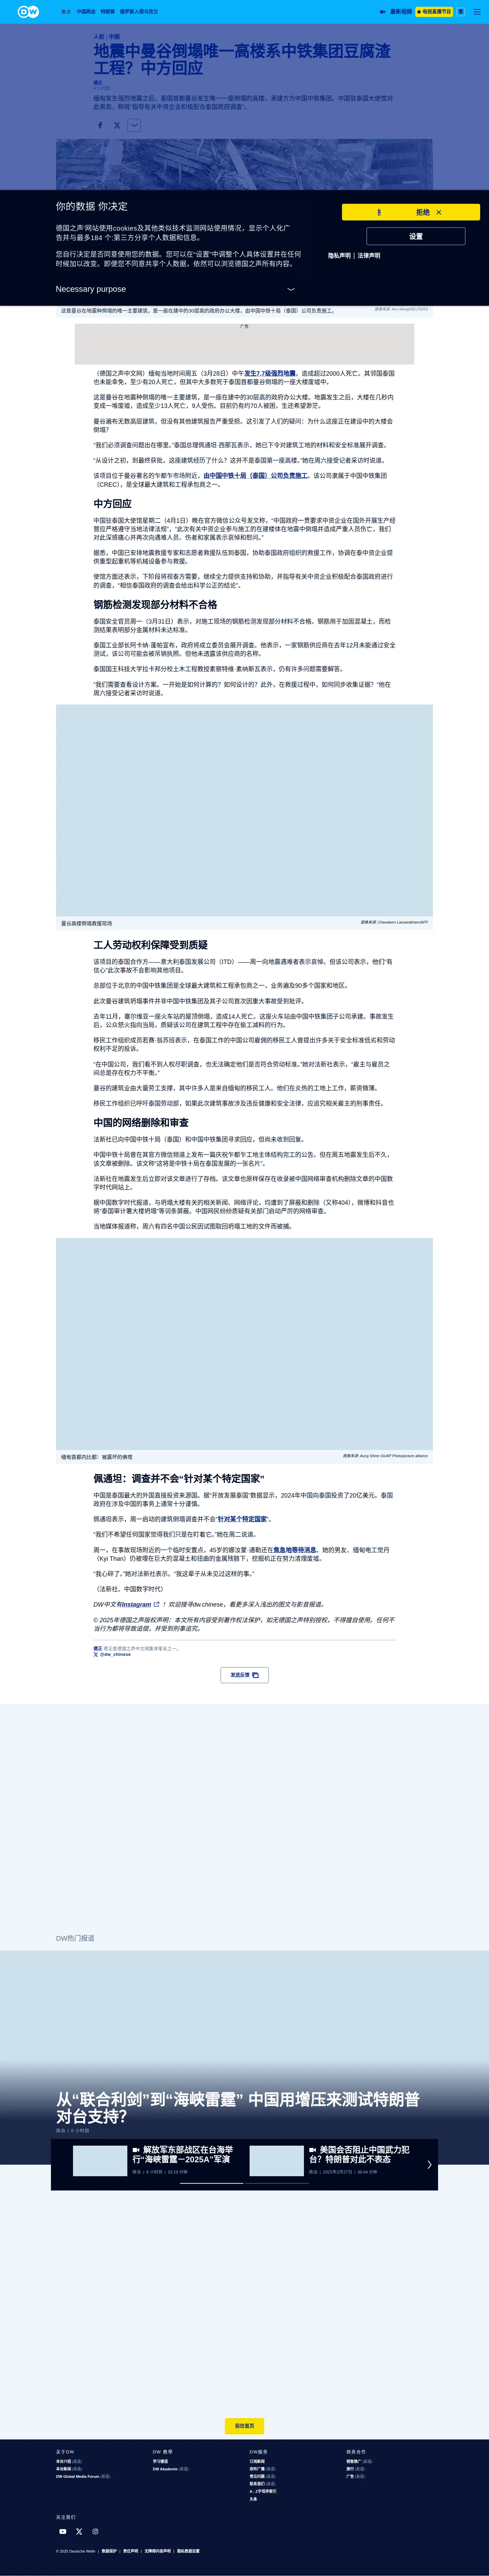 DW
焦点 中国两会 特朗普 俄罗斯入侵乌克兰
最新视频
电视直播节目
人权 | 中国
地震中曼谷倒塌唯一高楼系中铁集团豆腐渣
工程？中方回应
德正
缅甸发生强烈地震之后，泰国首都曼谷发生唯一一座倒塌的高楼，承建方为中国中铁集团。中国驻泰国大使馆对
此表态，称将“指导有关中资企业积极配合泰国政府调查”。
你的数据 你决定
德国之声 网站使用cookies及其他类似技术监测网站使用情况，显示个人化广
告并与最多184 个;第三方分享个人数据和信息。
您自行决定是否同意使用您的数据。您可以在“设置”中调整个人具体设置并在任何
时候加以改变。即便您不同意共享个人数据，依然可以浏览德国之声所有内容。
拒绝
设置
隐私声明 | 法律声明
Necessary purpose
这是曼谷在地震种倒塌的唯一主要建筑，是一座在建中的30层高的政府办公大楼。由中国中铁十局（泰国）公司负责施工。
广告
（德国之声中文网）缅甸当地时间周五（3月28日）中午发生7.7级强烈地震，造成超过2000人死亡。其邻国泰国
也未能幸免，至少有20人死亡，但其中大多数死于泰国首都曼谷倒塌的一座大楼废墟中。
这是曼谷在地震种倒塌的唯一主要建筑，是一座在建中的30层高的政府办公大楼。地震发生之后，大楼在几秒内
变成一堆废墟，造成至少13人死亡，9人受伤。目前仍有约70人被困，生还希望渺茫。
曼谷遍布无数高层建筑，但没有其他建筑报告严重受损。这引发了人们的疑问：为什么这座正在建设中的大楼会
倒塌？
“我们必须调查问题出在哪里。”泰国总理佩通坦·西那瓦表示。她已下令对建筑工地的材料和安全标准展开调查。
“从设计之初，到最终获批，这座建筑经历了什么？这并不是泰国第一座高楼。”她在周六接受记者采访时说道。
该项目位于曼谷著名的乍都乍市场附近，由中国中铁十局（泰国）公司负责施工。该公司隶属于中国中铁集团
（CREC），是全球最大建筑和工程承包商之一。
中方回应
中国驻泰国大使馆星期二（4月1日）晚在官方微信公众号发文称，“中国政府一贯要求中资企业在国外开展生产经
营应严格遵守当地法律法规”，“此次有关中资企业参与施工的在建楼体在地震中倒塌并造成严重人员伤亡，我们
对此深感痛心并再次向遇难人员、伤者和家属表示哀悼和慰问。”
据悉，中国已安排地震救援专家和志愿者救援队伍到泰国，协助泰国政府组织的救援工作，协调在泰中资企业提
供重型起重机等机械设备参与救援。
使馆方面还表示，下阶段将视泰方需要，继续全力提供支持和协助，并指导有关中资企业积极配合泰国政府进行
的调查，“相信泰国政府的调查会给出科学公正的结论”。
钢筋检测发现部分材料不合格
泰国安全官员周一（3月31日）表示，对施工现场的钢筋检测发现部分材料不合格。钢筋用于加固混凝土，而检
测结果表明部分金属材料未达标准。
泰国工业部长阿卡纳·蓬帕宣布，政府将成立委员会展开调查。他表示，一家钢筋供应商在去年12月未能通过安全
测试，该公司可能会被吊销执照。但他未透露该供应商的名称。
泰国国王科技大学拉卡邦分校土木工程教授素察特维·素纳斯瓦表示，仍有许多问题需要解答。
“我们需要查看设计方案。一开始是如何计算的？如何设计的？此外，在救援过程中，如何同步收集证据？”他在
周六接受记者采访时说道。
曼谷高楼倒塌救援现场
工人劳动权利保障受到质疑
该项目的泰国合作方——意大利泰国发展公司（ITD）——周一向地震遇难者表示哀悼。但该公司表示，他们“有
信心”此次事故不会影响其他项目。
总部位于北京的中国中铁集团是全球最大建筑和工程承包商之一，业务遍及90多个国家和地区。
此次曼谷建筑坍塌事件并非中国中铁集团及其子公司首次因重大事故受到批评。
去年11月，塞尔维亚一座火车站的屋顶倒塌，造成14人死亡。这座火车站由中国中铁集团子公司承建。事故发生
后，公众怒火指向当局，质疑该公司在建筑工程中存在偷工减料的行为。
移民工作组织成员若赛·翁苏班表示，在泰国工作的中国公司雇佣的移民工人曾提出许多关于安全标准低劣和劳动
权利不足的投诉。
“在中国公司，我们看不到人权尽职调查，也无法确定他们是否符合劳动标准。”她对法新社表示，“雇主与雇员之
间总是存在权力不平衡。”
曼谷的建筑业由大量劳工支撑，其中许多人是来自缅甸的移民工人。他们在炎热的工地上工作，薪资微薄。
移民工作组织已呼吁泰国劳动部，如果此次建筑事故涉及违反健康和安全法律，应追究相关雇主的刑事责任。
中国的网络删除和审查
法新社已向中国中铁十局（泰国）和中国中铁集团寻求回应，但尚未收到回复。
中国中铁十局曾在其官方微信频道上发布一篇庆祝乍都乍工地主体结构完工的公告。但在周五地震发生后不久，
该文章被删除。该文称“这将是中铁十局在泰国发展的一张名片”。
法新社在地震发生后立即对该文章进行了存档。该文章也原样保存在收录被中国网络审查机构删除文章的中国数
字时代网站上。
据中国数字时代报道，与坍塌大楼有关的相关新闻、网络评论，均遭到了屏蔽和删除（又称404），微博和抖音也
将“泰国审计署大楼坍塌”等词条屏蔽。中国网民纷纷质疑有关部门启动严厉的网络审查。
当地媒体报道称，周六有四名中国公民因试图取回坍塌工地的文件而被捕。
缅甸首都内比都：被震坏的佛塔
佩通坦：调查并不会“针对某个特定国家”
中国是泰国最大的外国直接投资来源国。据“开放发展泰国”数据显示，2024年中国向泰国投资了20亿美元。泰国
政府在涉及中国的事务上通常十分谨慎。
佩通坦表示，周一启动的建筑倒塌调查并不会“针对某个特定国家”。
“我们不希望任何国家觉得我们只是在盯着它。”她在周二说道。
周一，在事故现场附近的一个临时安置点，45岁的娜汶蒙·通勒还在焦急地等待消息。她的男友、缅甸电工觉丹
（Kyi Than）仍被埋在巨大的混凝土和扭曲的金属残骸下，挖掘机正在努力清理废墟。
“我心碎了。”她对法新社表示。“我这辈子从未见过这样的事。”
（法新社、中国数字时代）
DW中文有Instagram ！欢迎搜寻dw.chinese，看更多深入浅出的图文与影音报道。
© 2025年德国之声版权声明：本文所有内容受到著作权法保护，如无德国之声特别授权，不得擅自使用。任何不
当行为都将导致追偿，并受到刑事追究。
德正 德正是德国之声中文网集体笔名之一。
@dw_chinese
发送反馈
DW热门报道
从“联合利剑”到“海峡雷霆” 中国用增压来测试特朗普
对台支持？
政治 | 9 小时前
解放军东部战区在台海举
行“海峡雷霆－2025A”军演
美国会否阻止中国武力犯
台？特朗普对此不表态
前往首页
关于DW
本台介绍 (英语)
本台新闻 (英语)
DW Global Media Forum (英语)
DW 教学
学习德语
DW Akademie (英语)
DW服务
订阅新闻
收听广播 (英语)
常见问题 (英语)
联系我们 (英语)
A - Z字母序索引
头条
商务合作
销售推广 (英语)
旅行 (英语)
广告 (英语)
关注我们
© 2025 Deutsche Welle | 数据保护 | 责任声明 | 无障碍内容声明 | 隐私数据设置